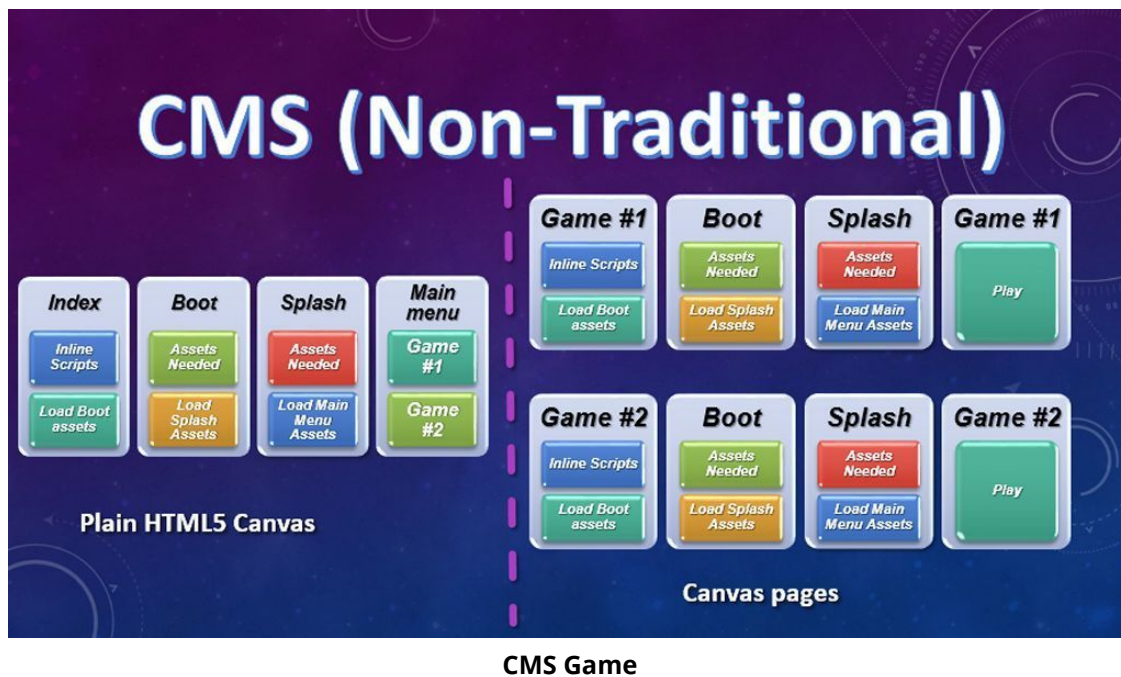 CMS (Non-Traditional)
Index
Inline
Scripts
Load Boot
assets
Boot
Assets
Needed
Load
Splash
Assets
Splash
Assets
Needed
Load Main
Menu
Assets
Main
menu
Game
#1
Game
#2
Plain HTML5 Canvas
Game #1
Inline Scripts
Load Boot
assets
Boot
Assets
Needed
Load Splash
Assets
Splash
Assets
Needed
Load Main
Menu Assets
Game #1
Play
Game #2
Inline Scripts
Load Boot
assets
Boot
Assets
Needed
Load Splash
Assets
Splash
Assets
Needed
Load Main
Menu Assets
Game #2
Play
Canvas pages
CMS Game